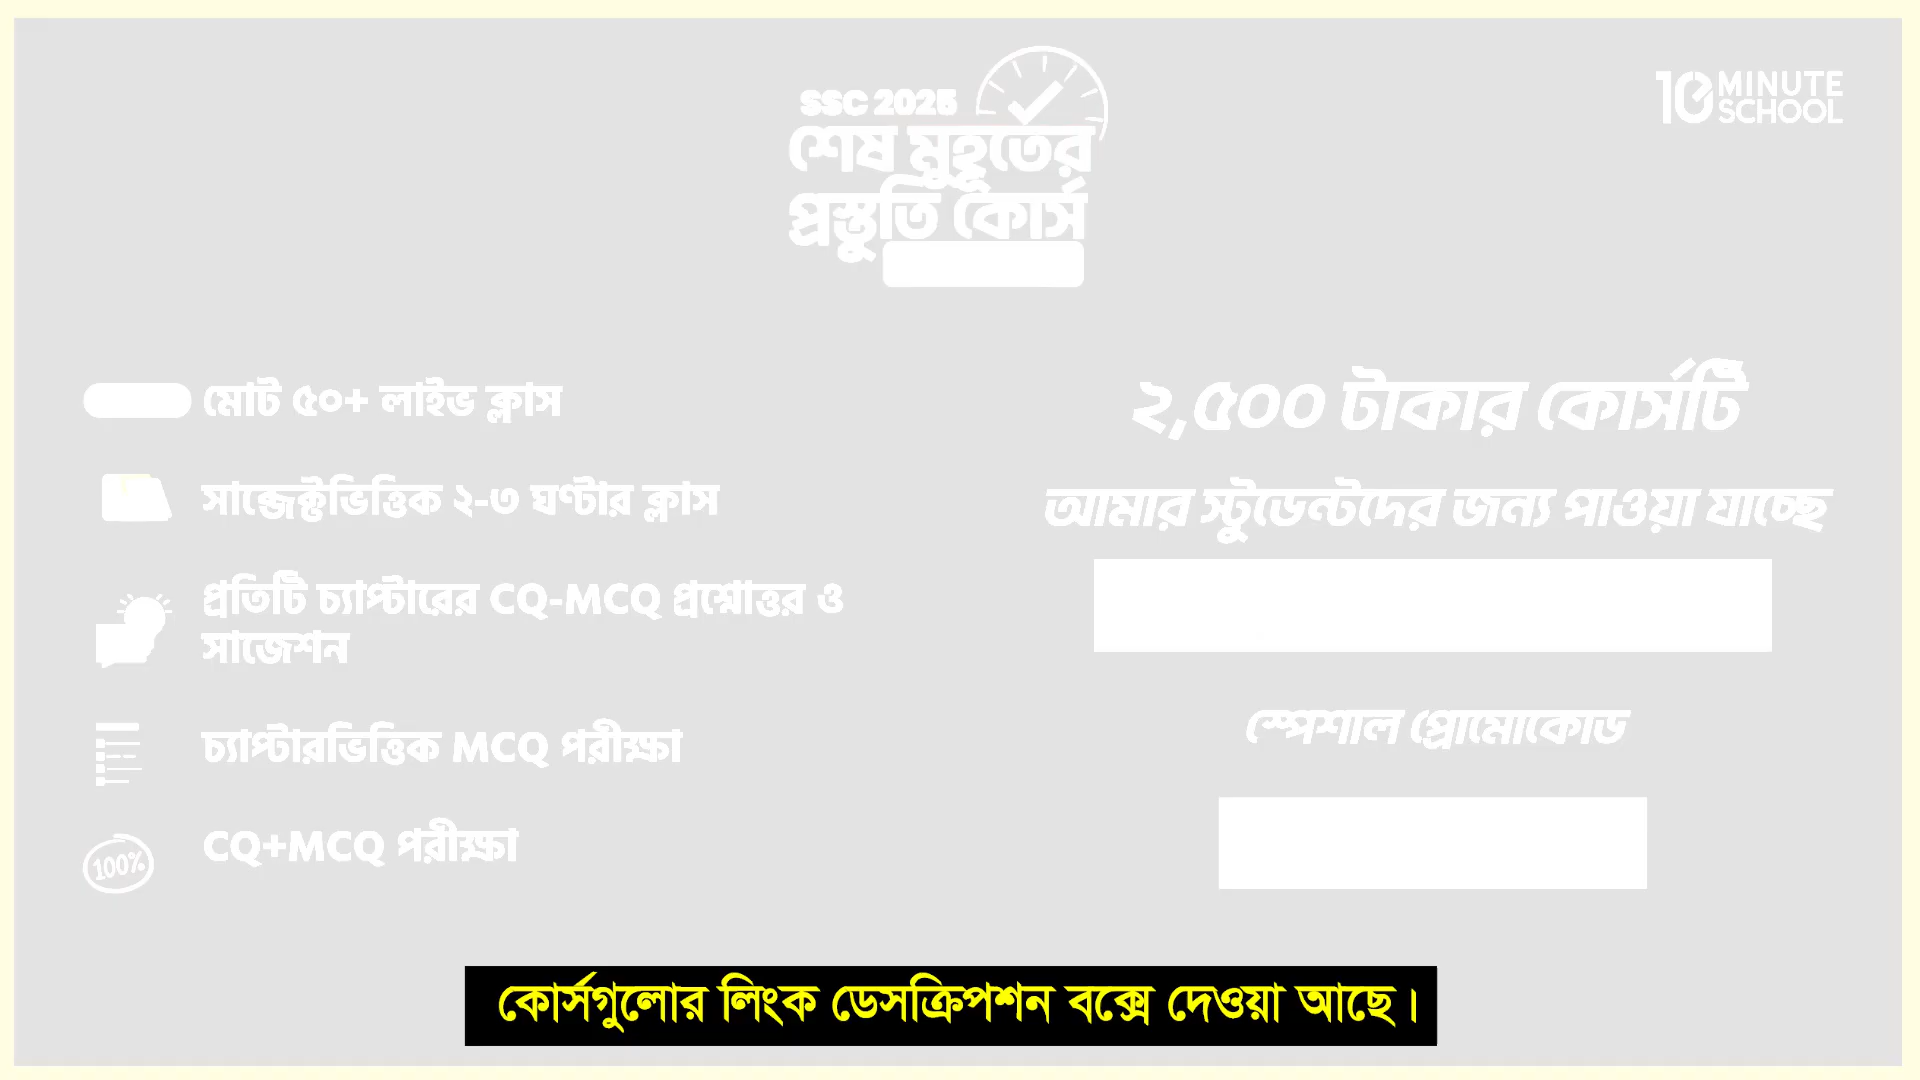 SSC 2025
শেষ মুহূর্তের
প্রস্তুতি কোর্স
10 MINUTE
SCHOOL
মোট ৫০+ লাইভ ক্লাস
সাব্জেক্টভিত্তিক ২-৩ ঘণ্টার ক্লাস
প্রতিটি চ্যাপ্টারের CQ-MCQ প্রশ্নোত্তর ও
সাজেশন
চ্যাপ্টারভিত্তিক MCQ পরীক্ষা
100%
CQ+MCQ পরীক্ষা
২,৫০০ টাকার কোর্সটি
আমার স্টুডেন্টদের জন্য পাওয়া যাচ্ছে
স্পেশাল প্রোমোকোড
কোর্সগুলোর লিংক ডেসক্রিপশন বক্সে দেওয়া আছে।